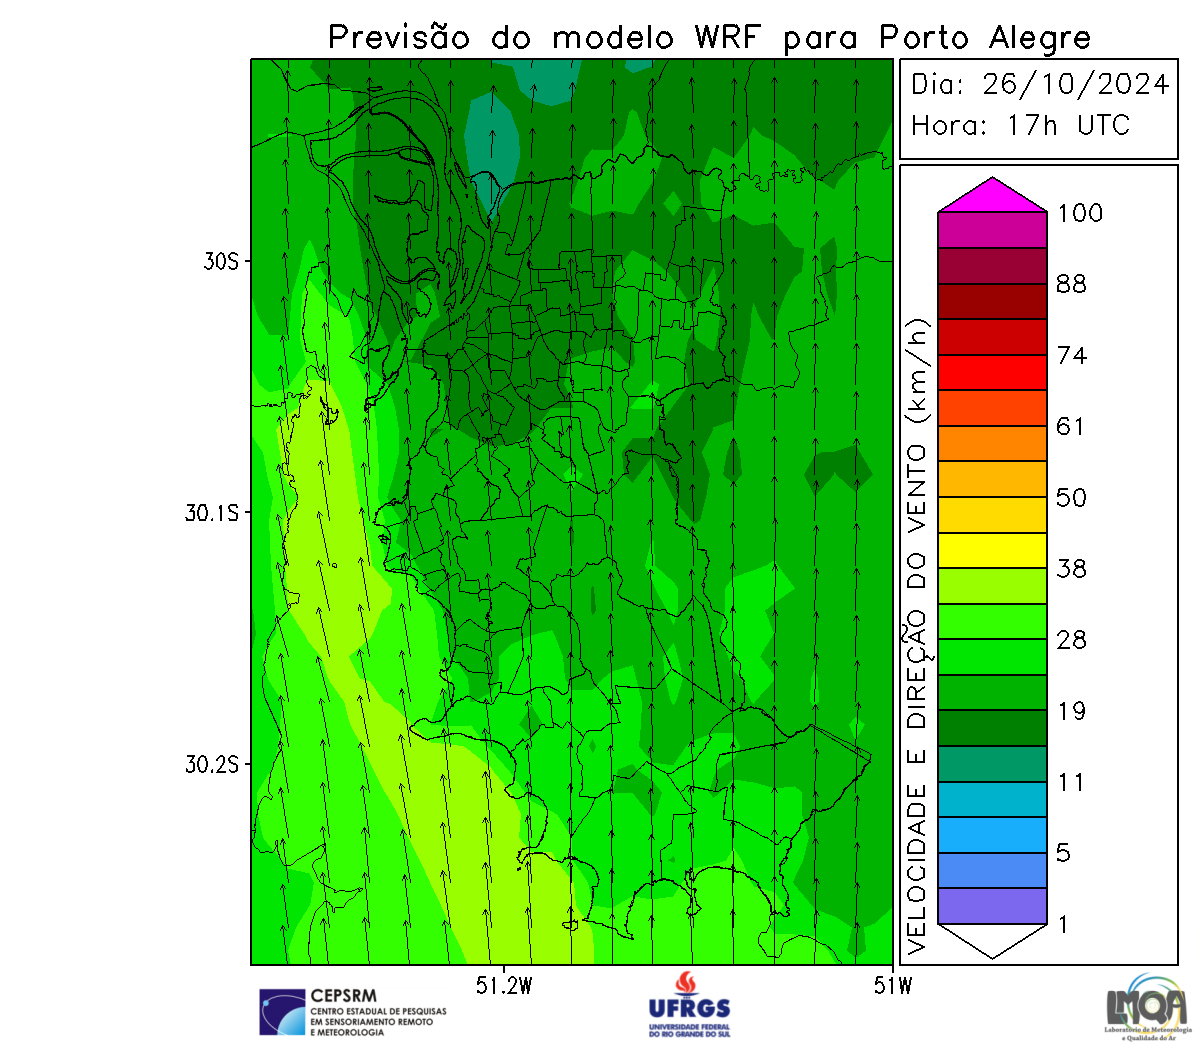 Previsão do modelo WRF para Porto Alegre
Dia: 26/10/2024
Hora: 17h UTC
30S
30.1S
30.2S
51.2W
51W
VELOCIDADE E DIREÇÃO DO VENTO (km/h)
100
88
74
61
50
38
28
19
11
5
1
CEPSRM
CENTRO ESTADUAL DE PESQUISAS
EM SENSORIAMENTO REMOTO
E METEOROLOGIA
UFRGS
UNIVERSIDADE FEDERAL
DO RIO GRANDE DO SUL
LMQA
Laboratório de Meteorologia
e Qualidade do Ar